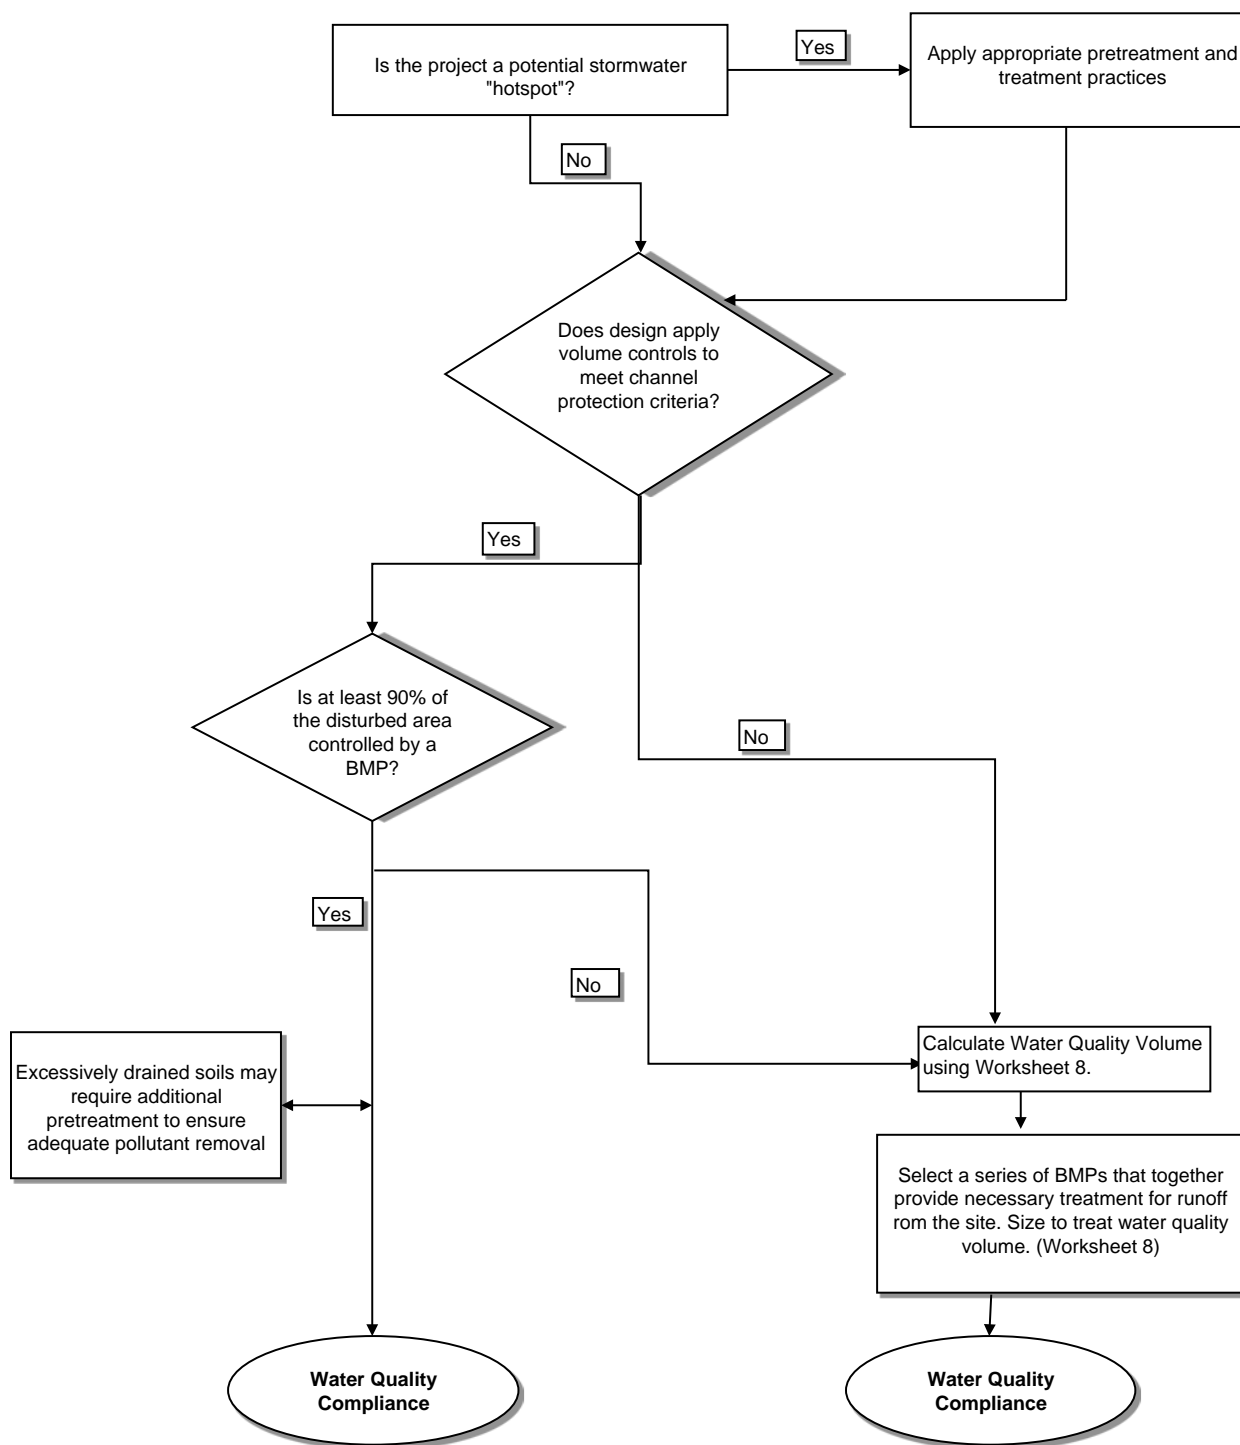 Is the project a potential stormwater
"hotspot"?
Yes
Apply appropriate pretreatment and
treatment practices
No
Does design apply
volume controls to
meet channel
protection criteria?
Yes
Is at least 90% of
the disturbed area
controlled by a
BMP?
No
Yes
No
Excessively drained soils may
require additional
pretreatment to ensure
adequate pollutant removal
Calculate Water Quality Volume
using Worksheet 8.
Select a series of BMPs that together
provide necessary treatment for runoff
rom the site. Size to treat water quality
volume. (Worksheet 8)
Water Quality
Compliance
Water Quality
Compliance